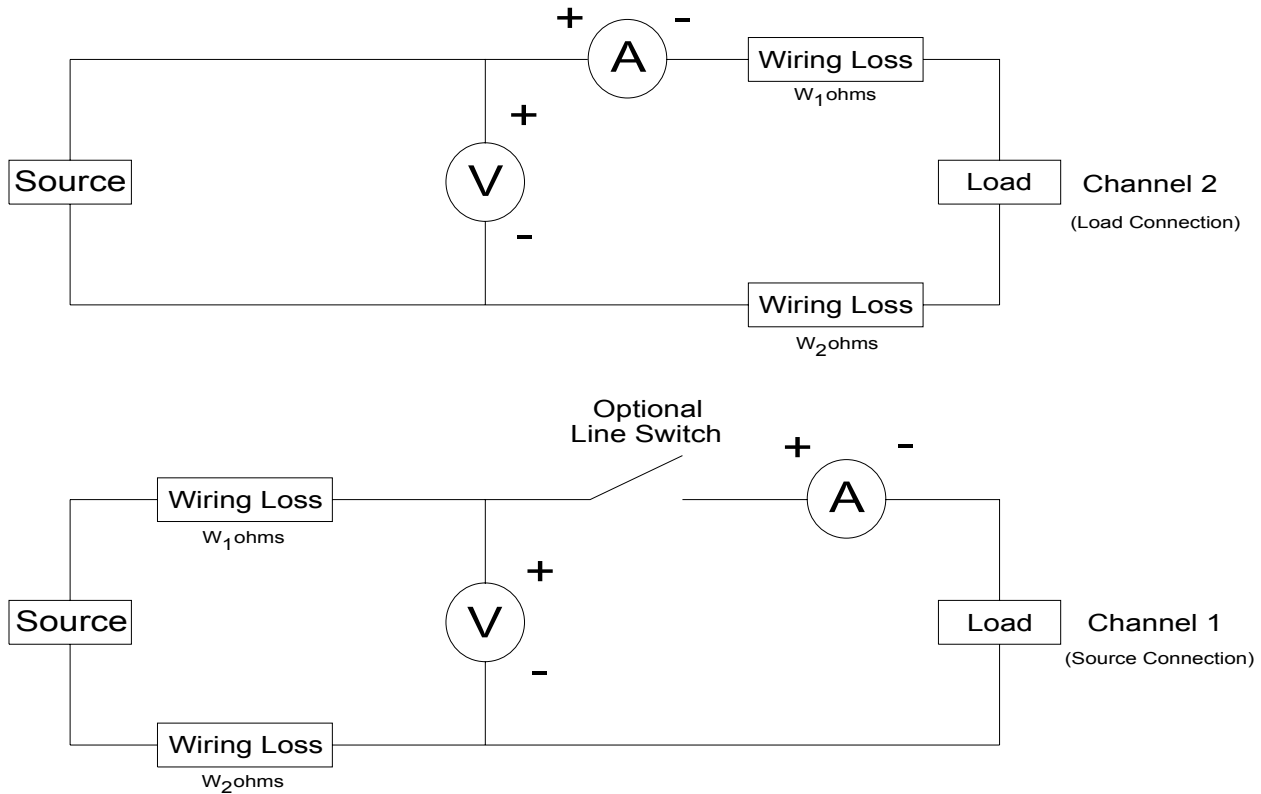 + -
A
Wiring Loss
W1ohms
+
Source
V
Load
Channel 2
(Load Connection)
-
Wiring Loss
W2ohms
Optional
Line Switch
+ -
Wiring Loss
A
W1ohms
+
Source
V
Load
Channel 1
(Source Connection)
-
Wiring Loss
W2ohms